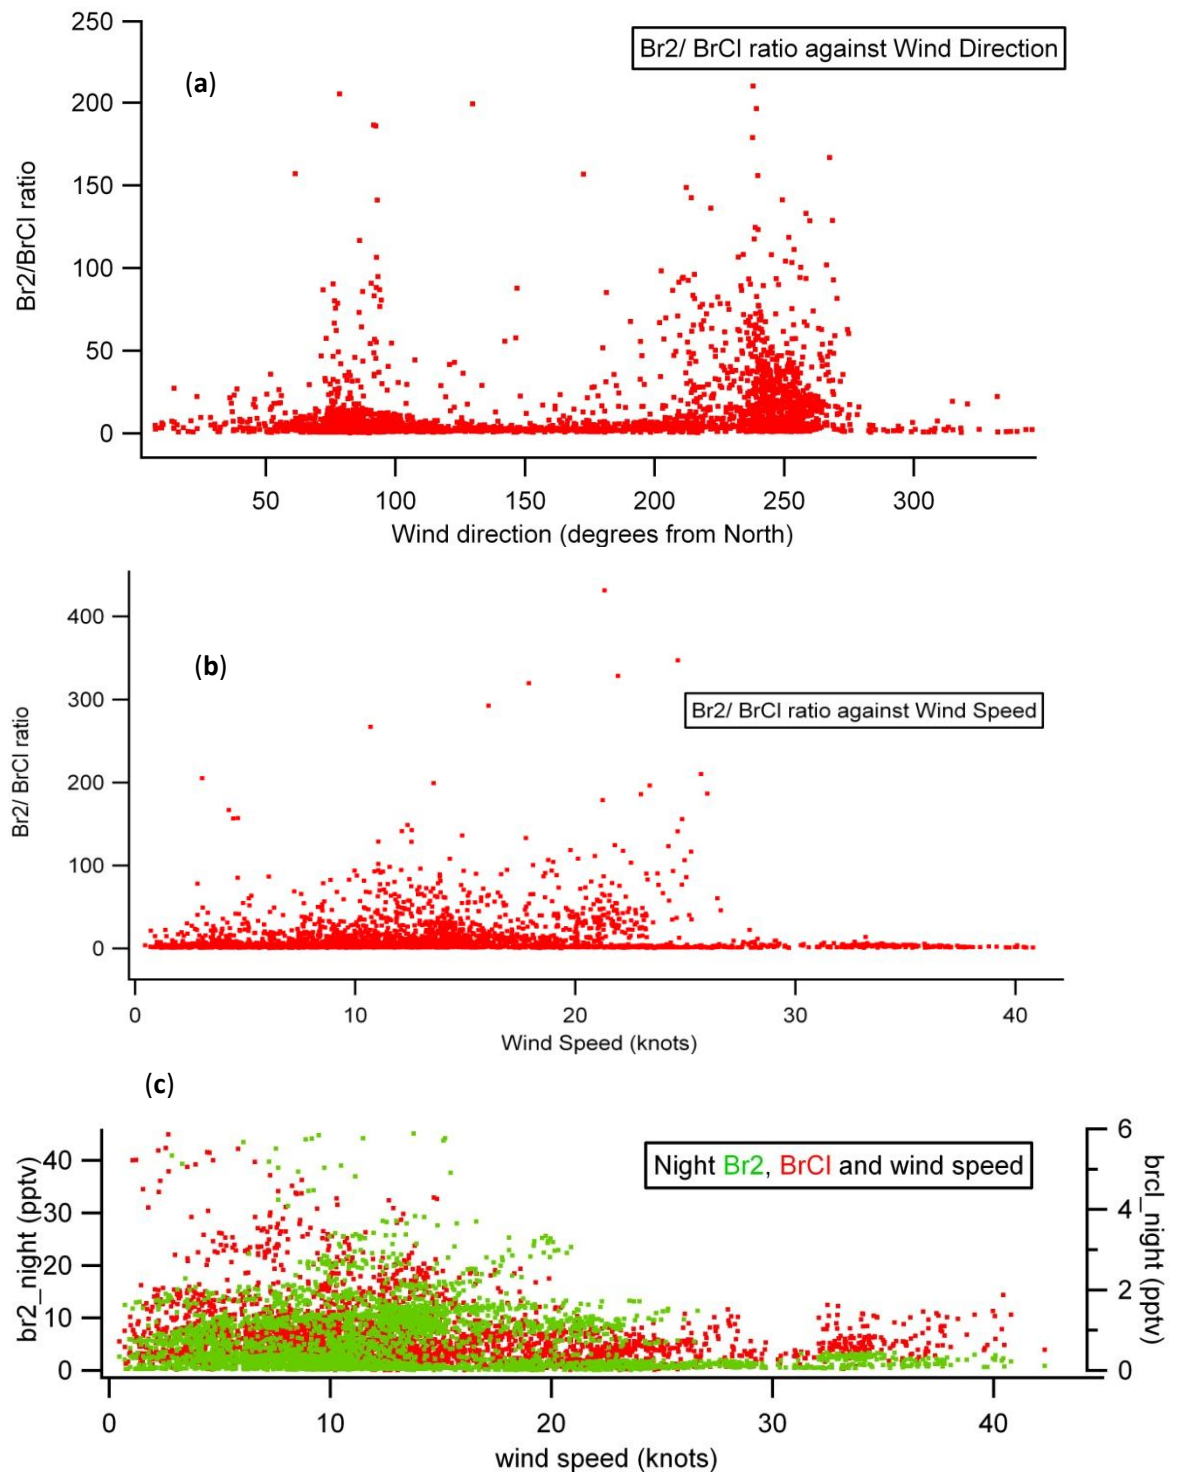 250
200
150
100
50
0
(a)
Br2/ BrCl ratio against Wind Direction
Br2/BrCl ratio
50 100 150 200 250 300
Wind direction (degrees from North)
400
300
200
100
0
(b)
Br2/ BrCl ratio against Wind Speed
Br2/ BrCl ratio
0 10 20 30 40
Wind Speed (knots)
(c)
40
30
20
10
0
br2_night (pptv)
Night Br2, BrCl and wind speed
6
4
2
0
brcl_night (pptv)
0 10 20 30 40
wind speed (knots)